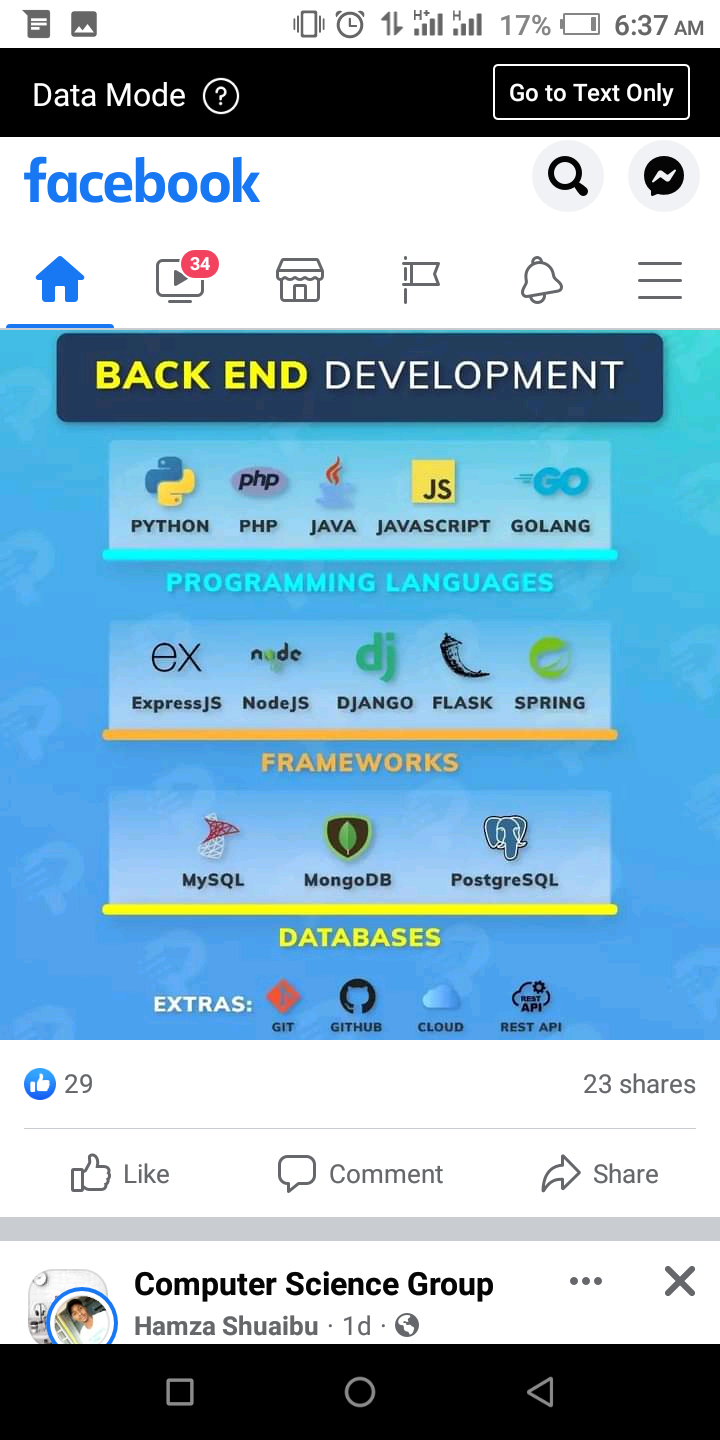 17% 6:37 AM
Data Mode ? Go to Text Only
facebook
34
BACK END DEVELOPMENT
php JS GO
PYTHON PHP JAVA JAVASCRIPT GOLANG
PROGRAMMING LANGUAGES
ex node dj
ExpressJS NodeJS DJANGO FLASK SPRING
FRAMEWORKS
MySQL MongoDB PostgreSQL
DATABASES
EXTRAS: REST API
GIT GITHUB CLOUD REST API
29 23 shares
Like Comment Share
Computer Science Group
Hamza Shuaibu · 1d ·